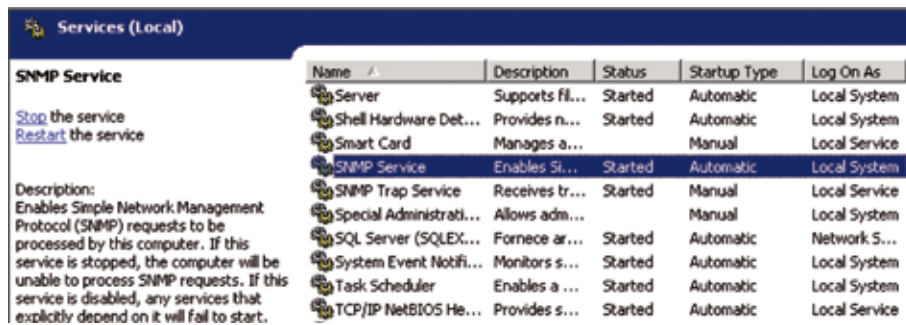 Services (Local)
SNMP Service
Stop the service
Restart the service
Description:
Enables Simple Network Management
Protocol (SNMP) requests to be
processed by this computer. If this
service is stopped, the computer will be
unable to process SNMP requests. If this
service is disabled, any services that
explicitly depend on it will fail to start.
Name Description Status Startup Type Log On As
Server Supports fil... Started Automatic Local System
Shell Hardware Det... Provides n... Started Automatic Local System
Smart Card Manages a... Manual Local Service
SNMP Service Enables Si... Started Automatic Local System
SNMP Trap Service Receives tr... Started Manual Local Service
Special Administrati... Allows adm... Manual Local System
SQL Server (SQLEX... Fornece ar... Started Automatic Network S...
System Event Notifi... Monitors s... Started Automatic Local System
Task Scheduler Enables a ... Started Automatic Local System
TCP/IP NetBIOS He... Provides s... Started Automatic Local Service